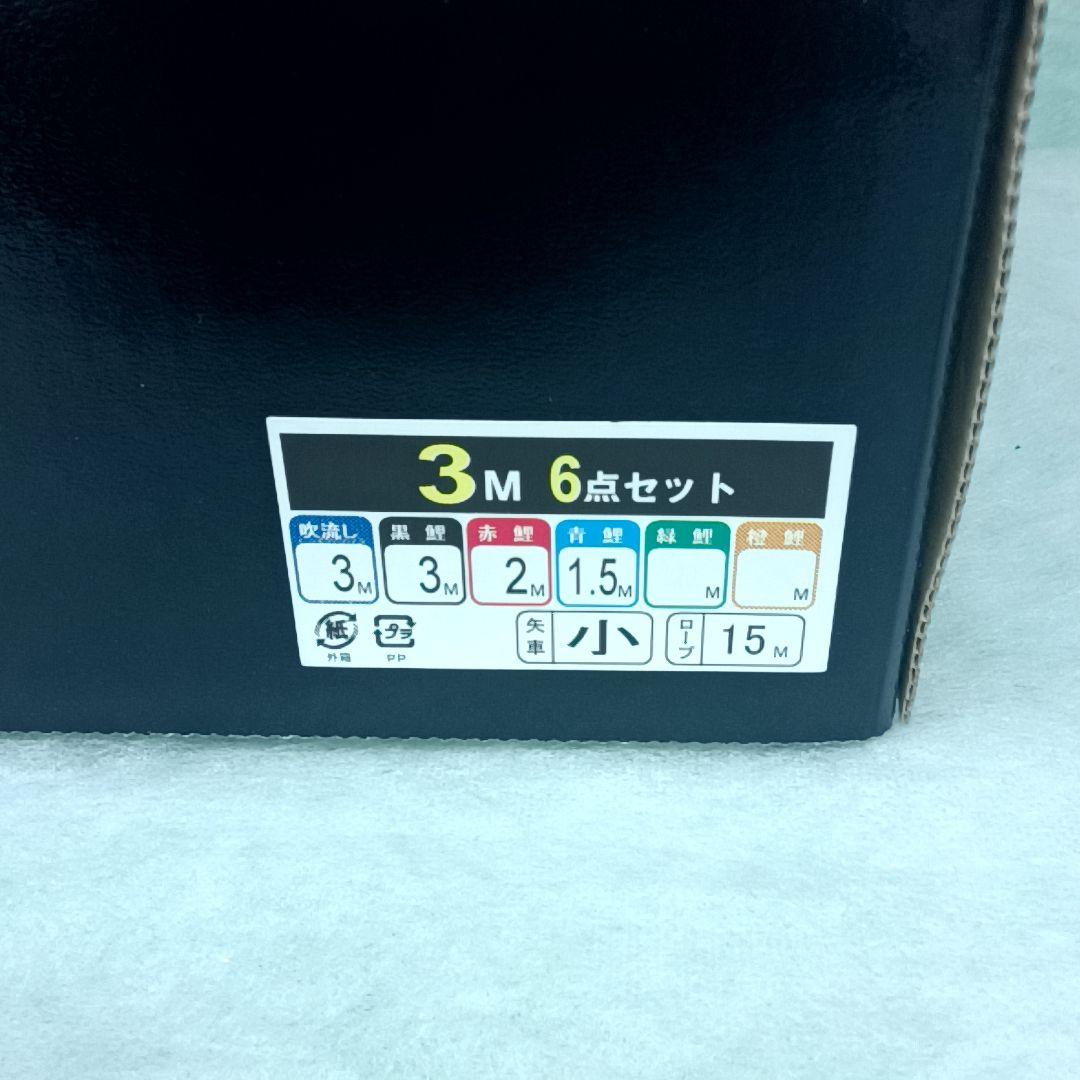 3M 6点セット
吹流し 黒鯉 赤鯉 青鯉 緑鯉 橙鯉
3M 3M 2M 1.5M M M
紙 プラ 矢車 小 ロープ 15M
外箱 PP